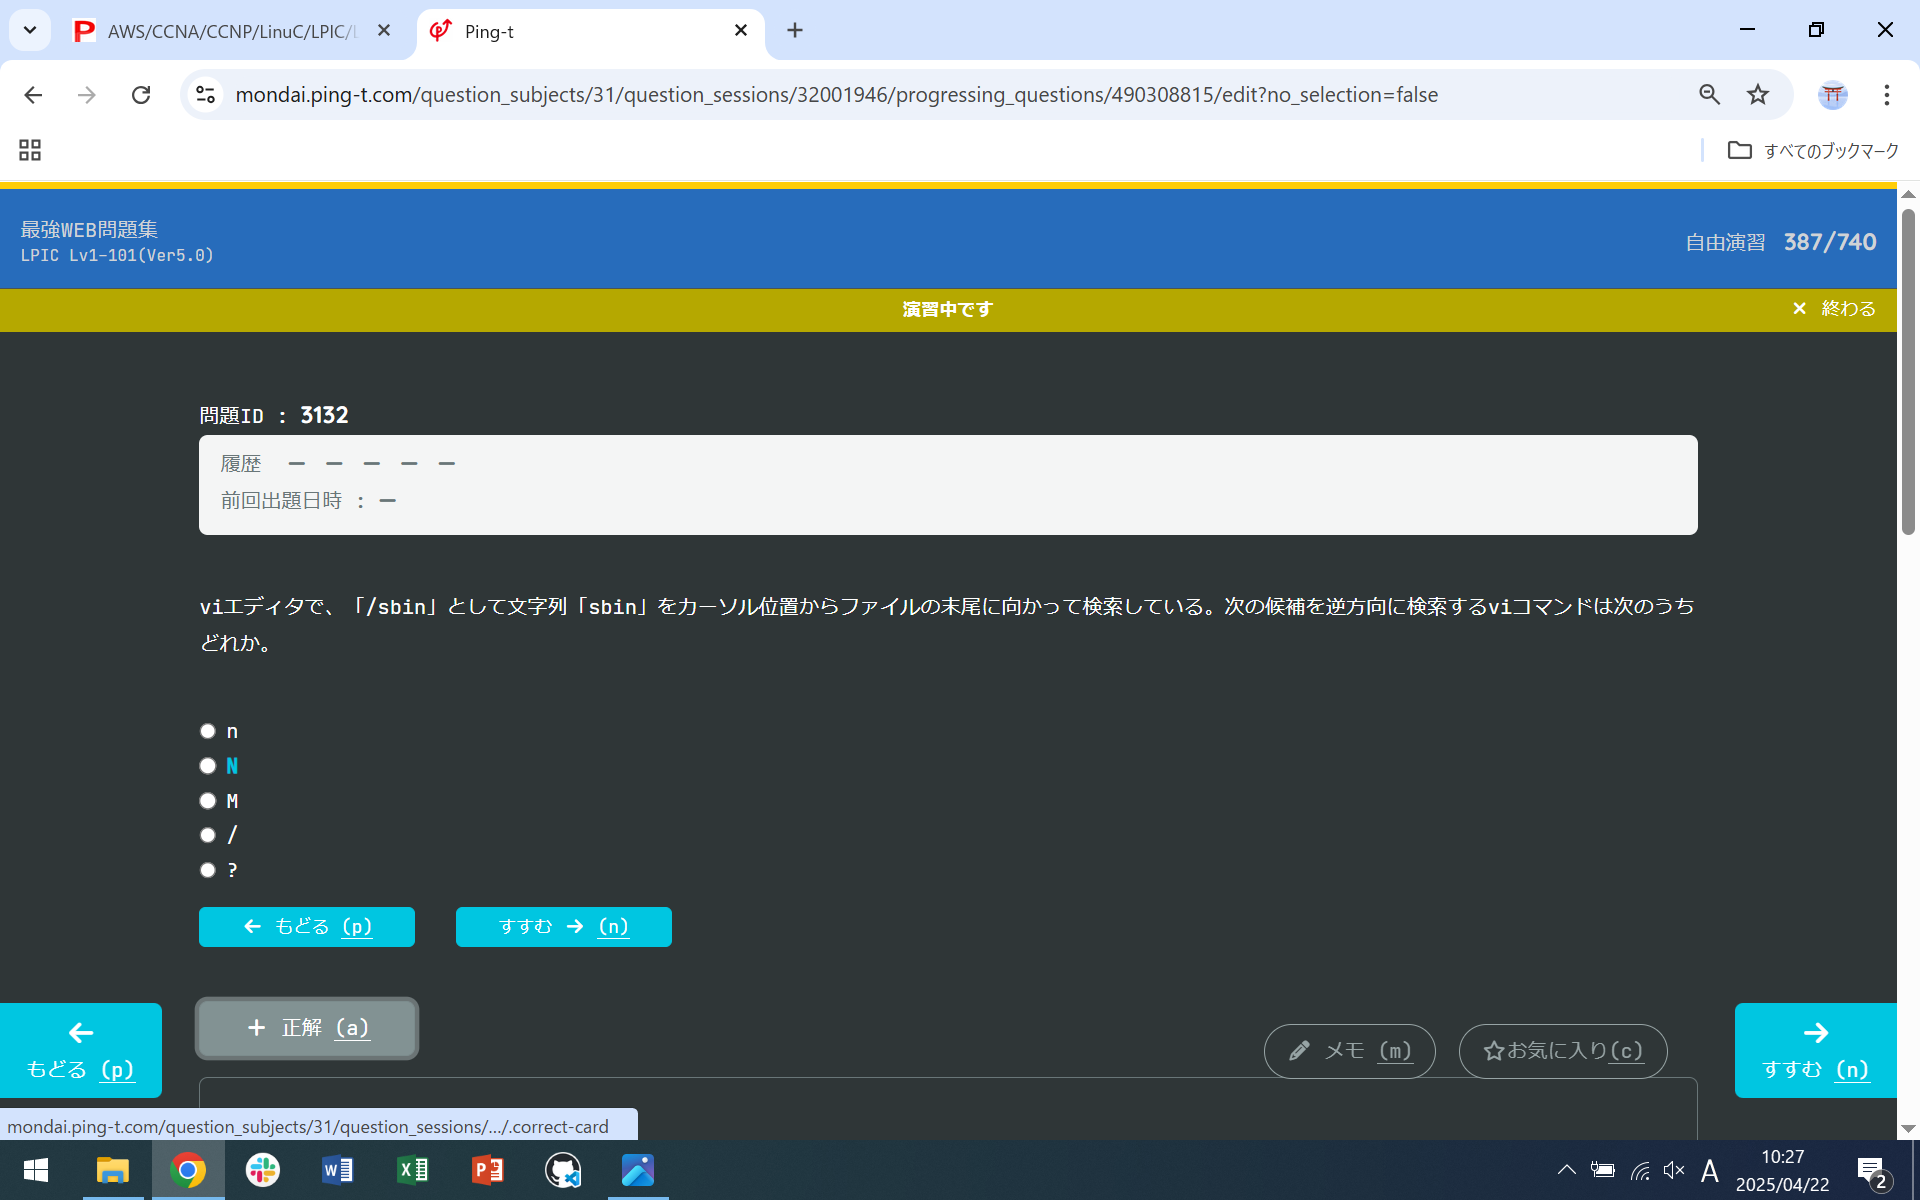 AWS/CCNA/CCNP/LinuC/LPIC/L
Ping-t
mondai.ping-t.com/question_subjects/31/question_sessions/32001946/progressing_questions/490308815/edit?no_selection=false
すべてのブックマーク
最強WEB問題集
LPIC Lv1-101(Ver5.0)
自由演習 387/740
演習中です
× 終わる
問題ID : 3132
履歴 — — — — —
前回出題日時 : —
viエディタで、「/sbin」として文字列「sbin」をカーソル位置からファイルの末尾に向かって検索している。次の候補を逆方向に検索するviコマンドは次のうち
どれか。
n
N
M
/
?
← もどる (p)
すすむ → (n)
+ 正解 (a)
メモ (m)
☆お気に入り(c)
←
もどる (p)
→
すすむ (n)
mondai.ping-t.com/question_subjects/31/question_sessions/.../.correct-card
A
10:27
2025/04/22
2